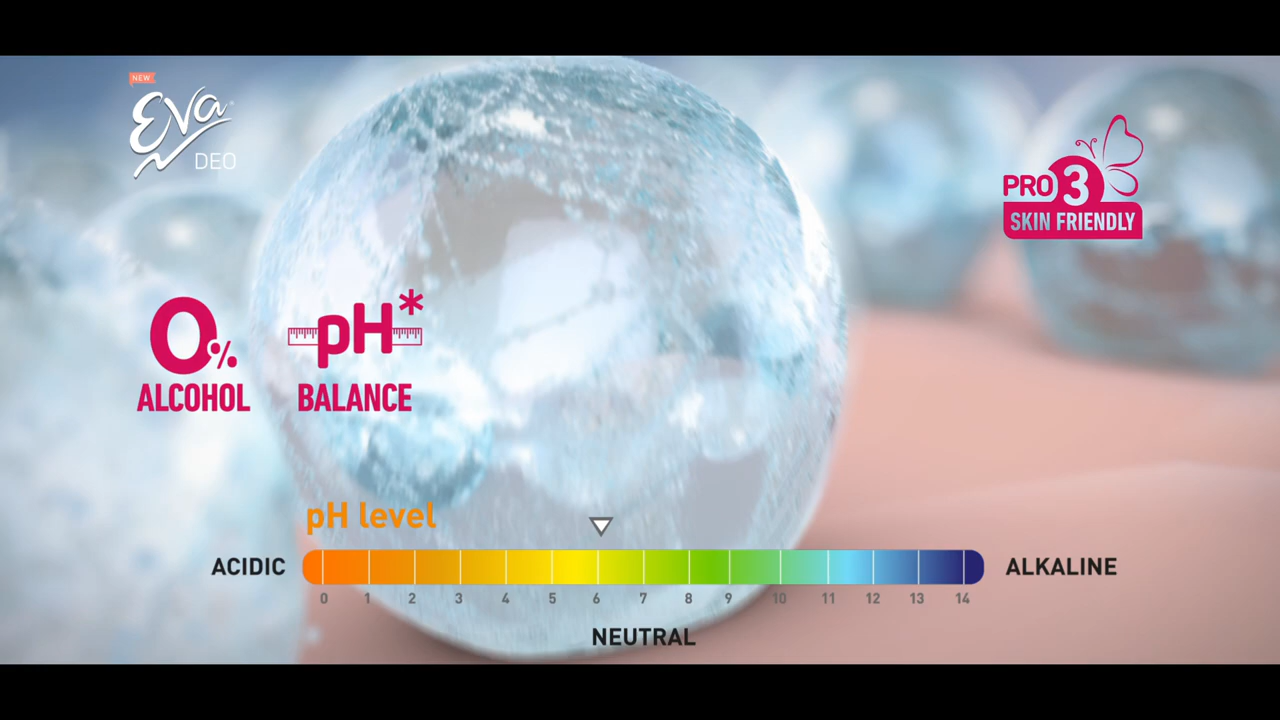 NEW
Eva
DEO
PRO 3
SKIN FRIENDLY
0%
ALCOHOL
pH*
BALANCE
pH level
ACIDIC
ALKALINE
0 1 2 3 4 5 6 7 8 9 10 11 12 13 14
NEUTRAL